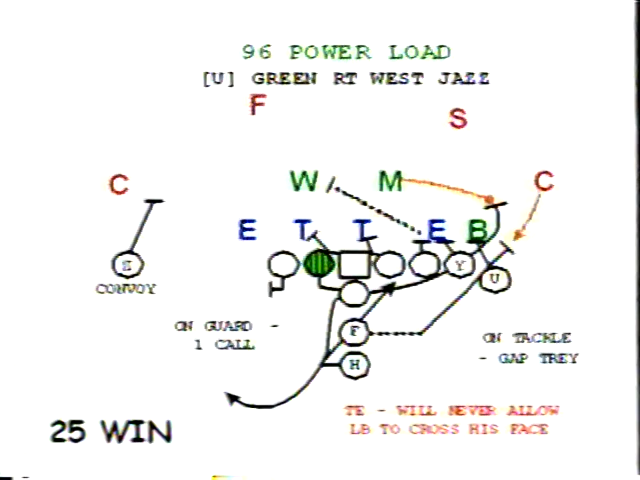 96 POWER LOAD
[U] GREEN RT WEST JAZZ
F
S
C
W
M
C
E
T
T
E
B
Z
Y
U
CONVOY
F
H
ON GUARD -
1 CALL
ON TACKLE
- GAP TREY
TE - WILL NEVER ALLOW
LB TO CROSS HIS FACE
25 WIN